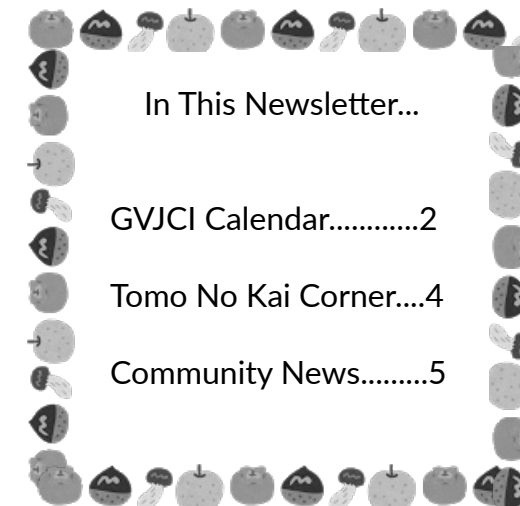 In This Newsletter...
GVJCI Calendar............2
Tomo No Kai Corner....4
Community News.........5